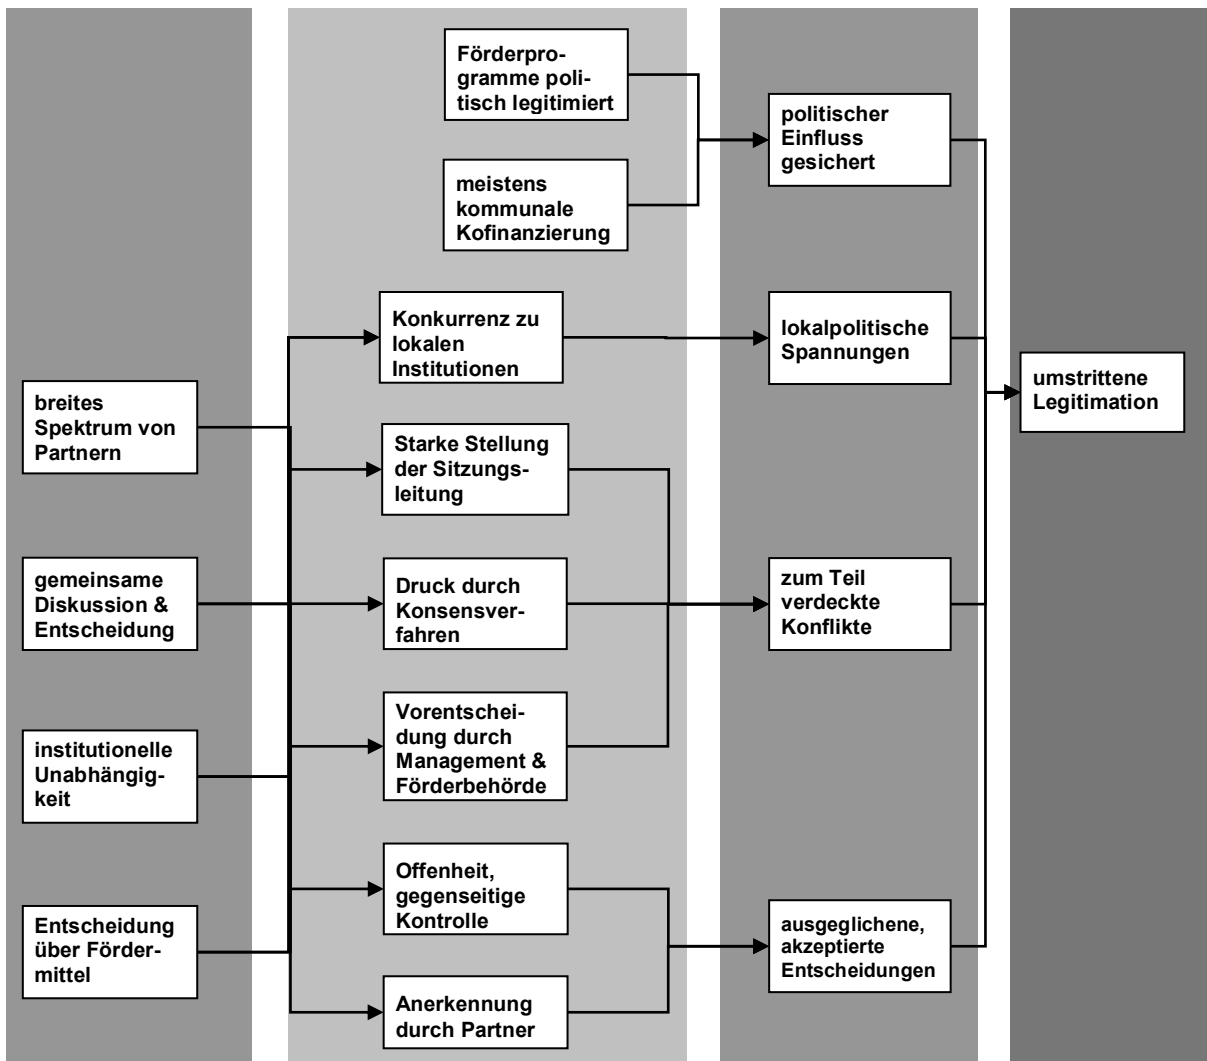 Förderpro-
gramme poli-
tisch legitimiert
meistens
kommunale
Kofinanzierung
politischer
Einfluss
gesichert
Konkurrenz zu
lokalen
Institutionen
lokalpolitische
Spannungen
umstrittene
Legitimation
breites
Spektrum von
Partnern
Starke Stellung
der Sitzungs-
leitung
gemeinsame
Diskussion &
Entscheidung
Druck durch
Konsensver-
fahren
zum Teil
verdeckte
Konflikte
institutionelle
Unabhängig-
keit
Vorentschei-
dung durch
Management &
Förderbehörde
Offenheit,
gegenseitige
Kontrolle
Entscheidung
über Förder-
mittel
ausgeglichene,
akzeptierte
Entscheidungen
Anerkennung
durch Partner